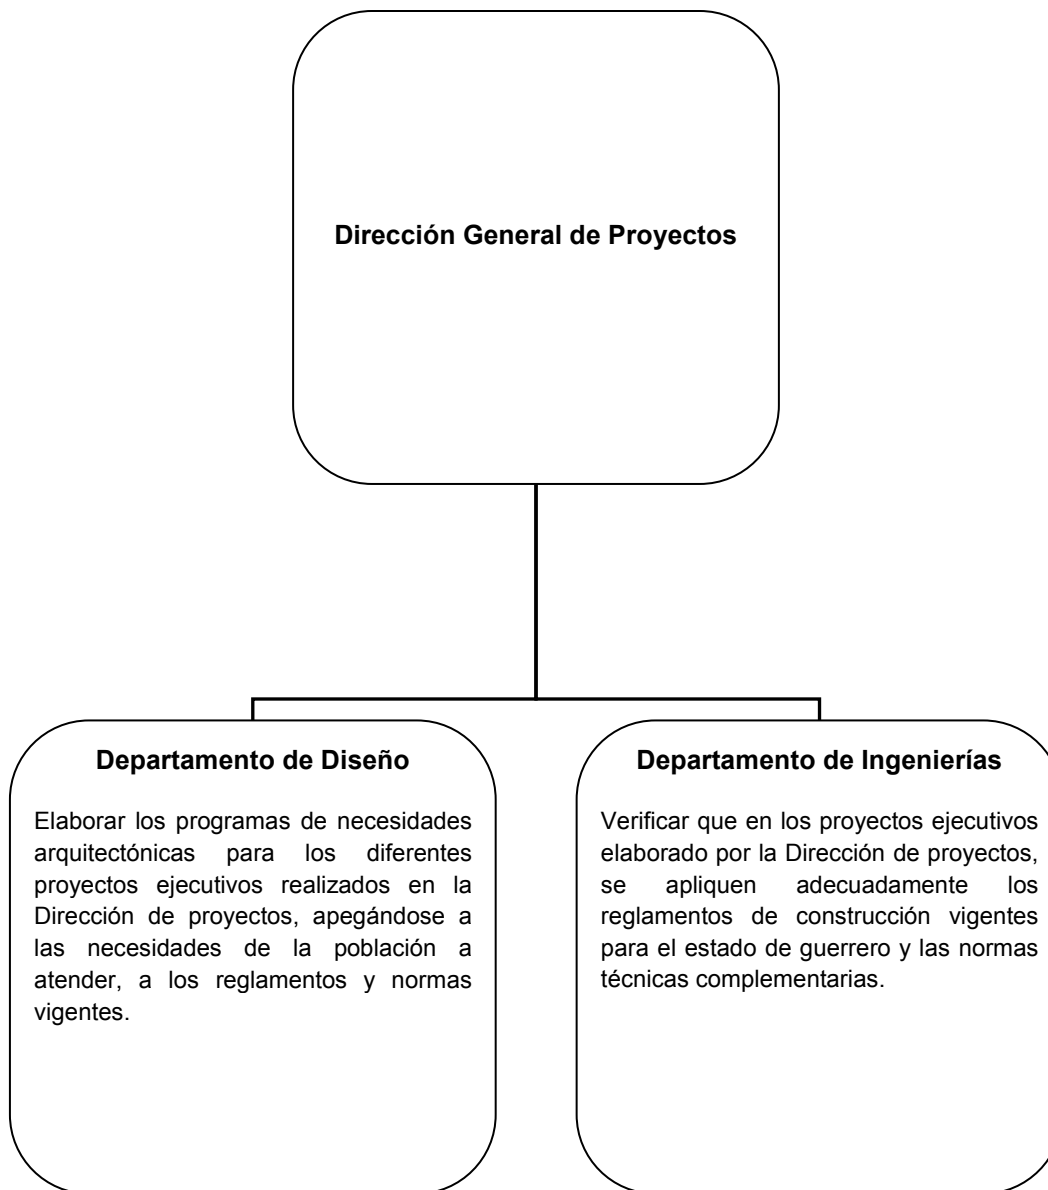 Dirección General de Proyectos
Departamento de Diseño
Elaborar los programas de necesidades
arquitectónicas para los diferentes
proyectos ejecutivos realizados en la
Dirección de proyectos, apegándose a
las necesidades de la población a
atender, a los reglamentos y normas
vigentes.
Departamento de Ingenierías
Verificar que en los proyectos ejecutivos
elaborado por la Dirección de proyectos,
se apliquen adecuadamente los
reglamentos de construcción vigentes
para el estado de guerrero y las normas
técnicas complementarias.